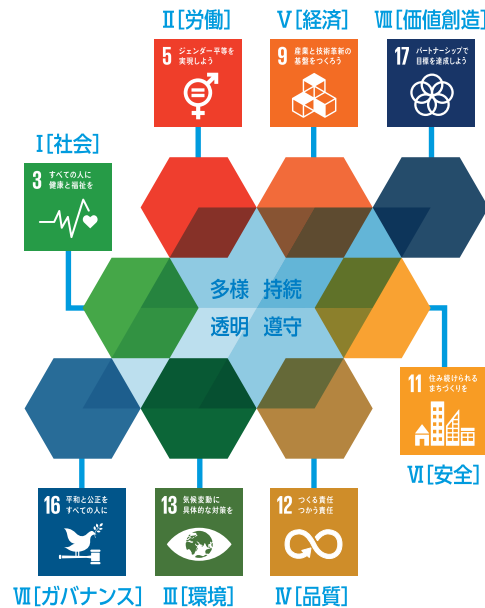 Ⅱ[労働]
Ⅴ[経済]
Ⅷ[価値創造]
5 ジェンダー平等を
実現しよう
9 産業と技術革新の
基盤をつくろう
17 パートナーシップで
目標を達成しよう
Ⅰ[社会]
3 すべての人に
健康と福祉を
多様 持続
透明 遵守
11 住み続けられる
まちづくりを
Ⅵ[安全]
16 平和と公正を
すべての人に
13 気候変動に
具体的な対策を
12 つくる責任
つかう責任
Ⅶ[ガバナンス]
Ⅲ[環境]
Ⅳ[品質]